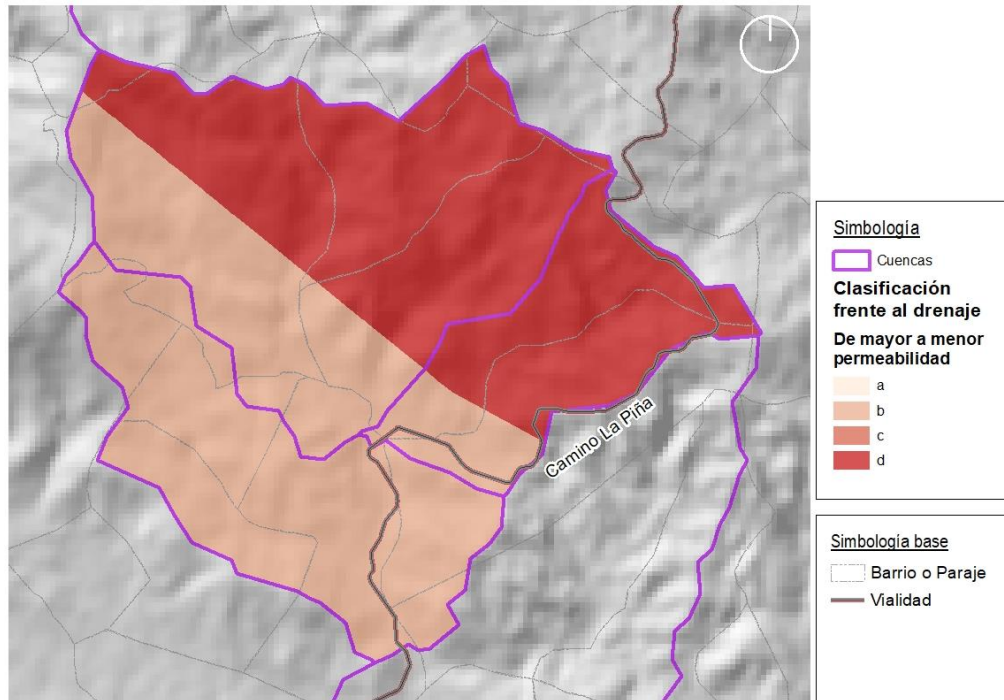 Camino La Piña
Simbología
Cuencas
Clasificación
frente al drenaje
De mayor a menor
permeabilidad
a
b
c
d
Simbología base
Barrio o Paraje
Vialidad